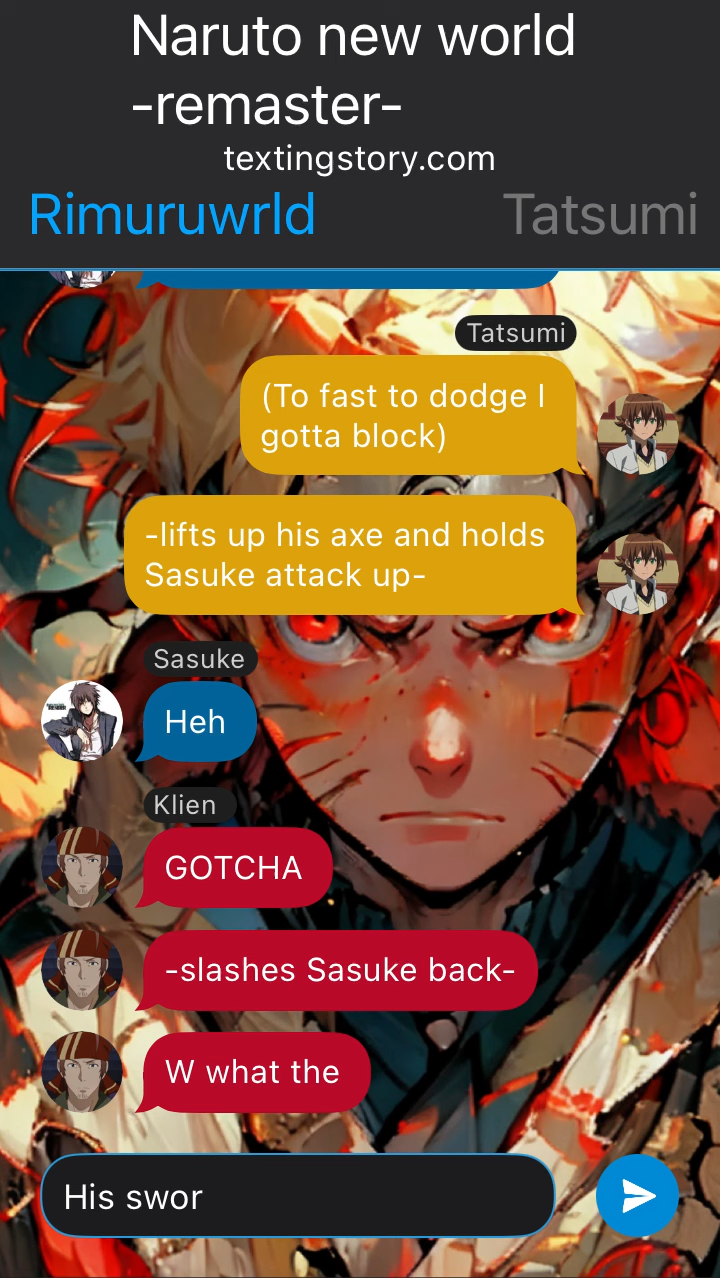 Naruto new world
-remaster-
textingstory.com
Rimuruwrld
Tatsumi
Tatsumi
(To fast to dodge I
gotta block)
-lifts up his axe and holds
Sasuke attack up-
Sasuke
Heh
Klien
GOTCHA
-slashes Sasuke back-
W what the
His swor